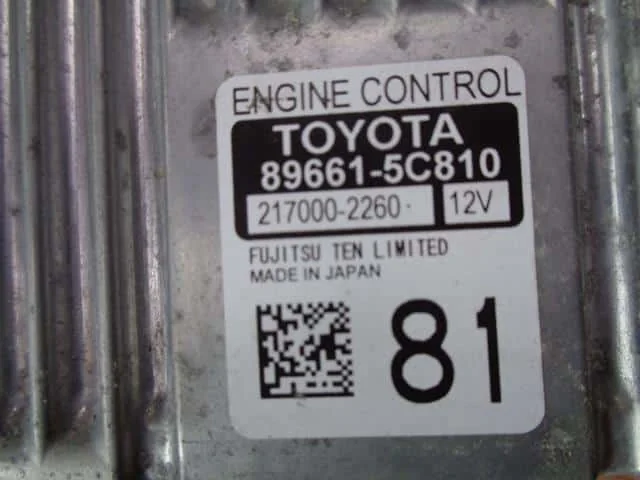 ENGINE CONTROL
TOYOTA
89661-5C810
217000-2260· 12V
FUJITSU TEN LIMITED
MADE IN JAPAN
81